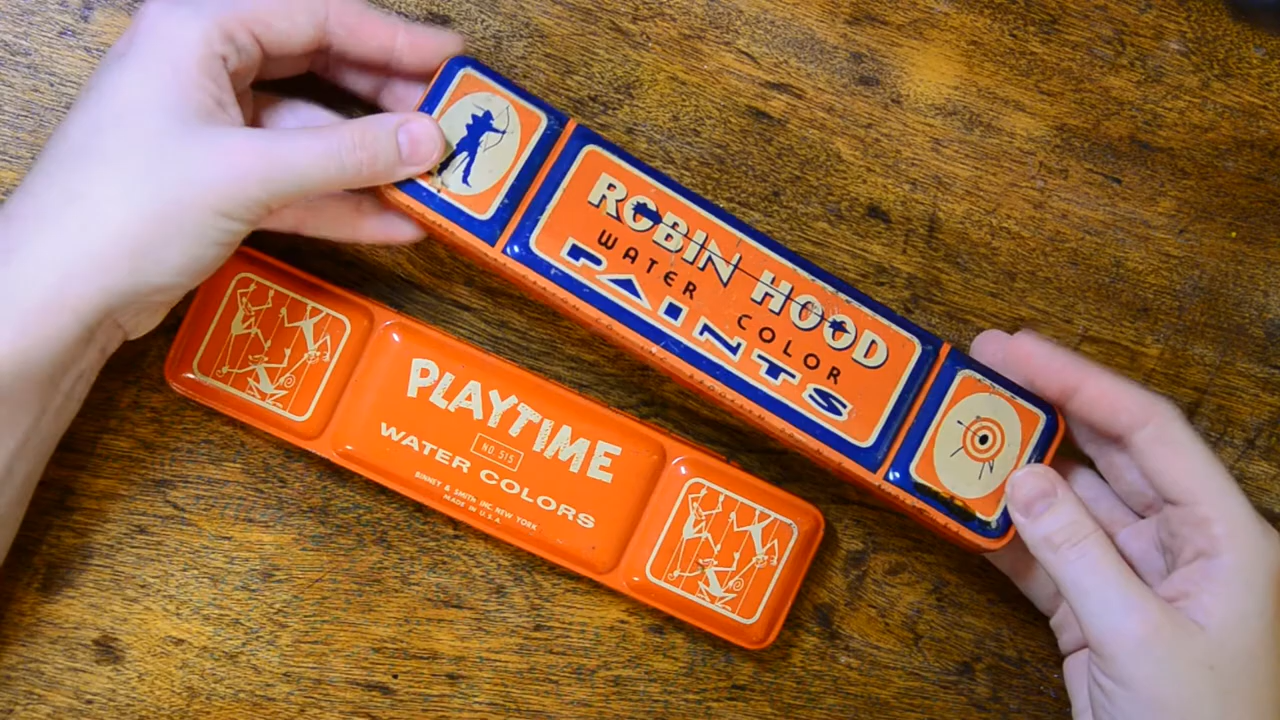 ROBIN HOOD
WATER COLOR
PAINTS
PLAYTIME
NO. 515
WATER COLORS
BINNEY & SMITH INC. NEW YORK
MADE IN U.S.A.